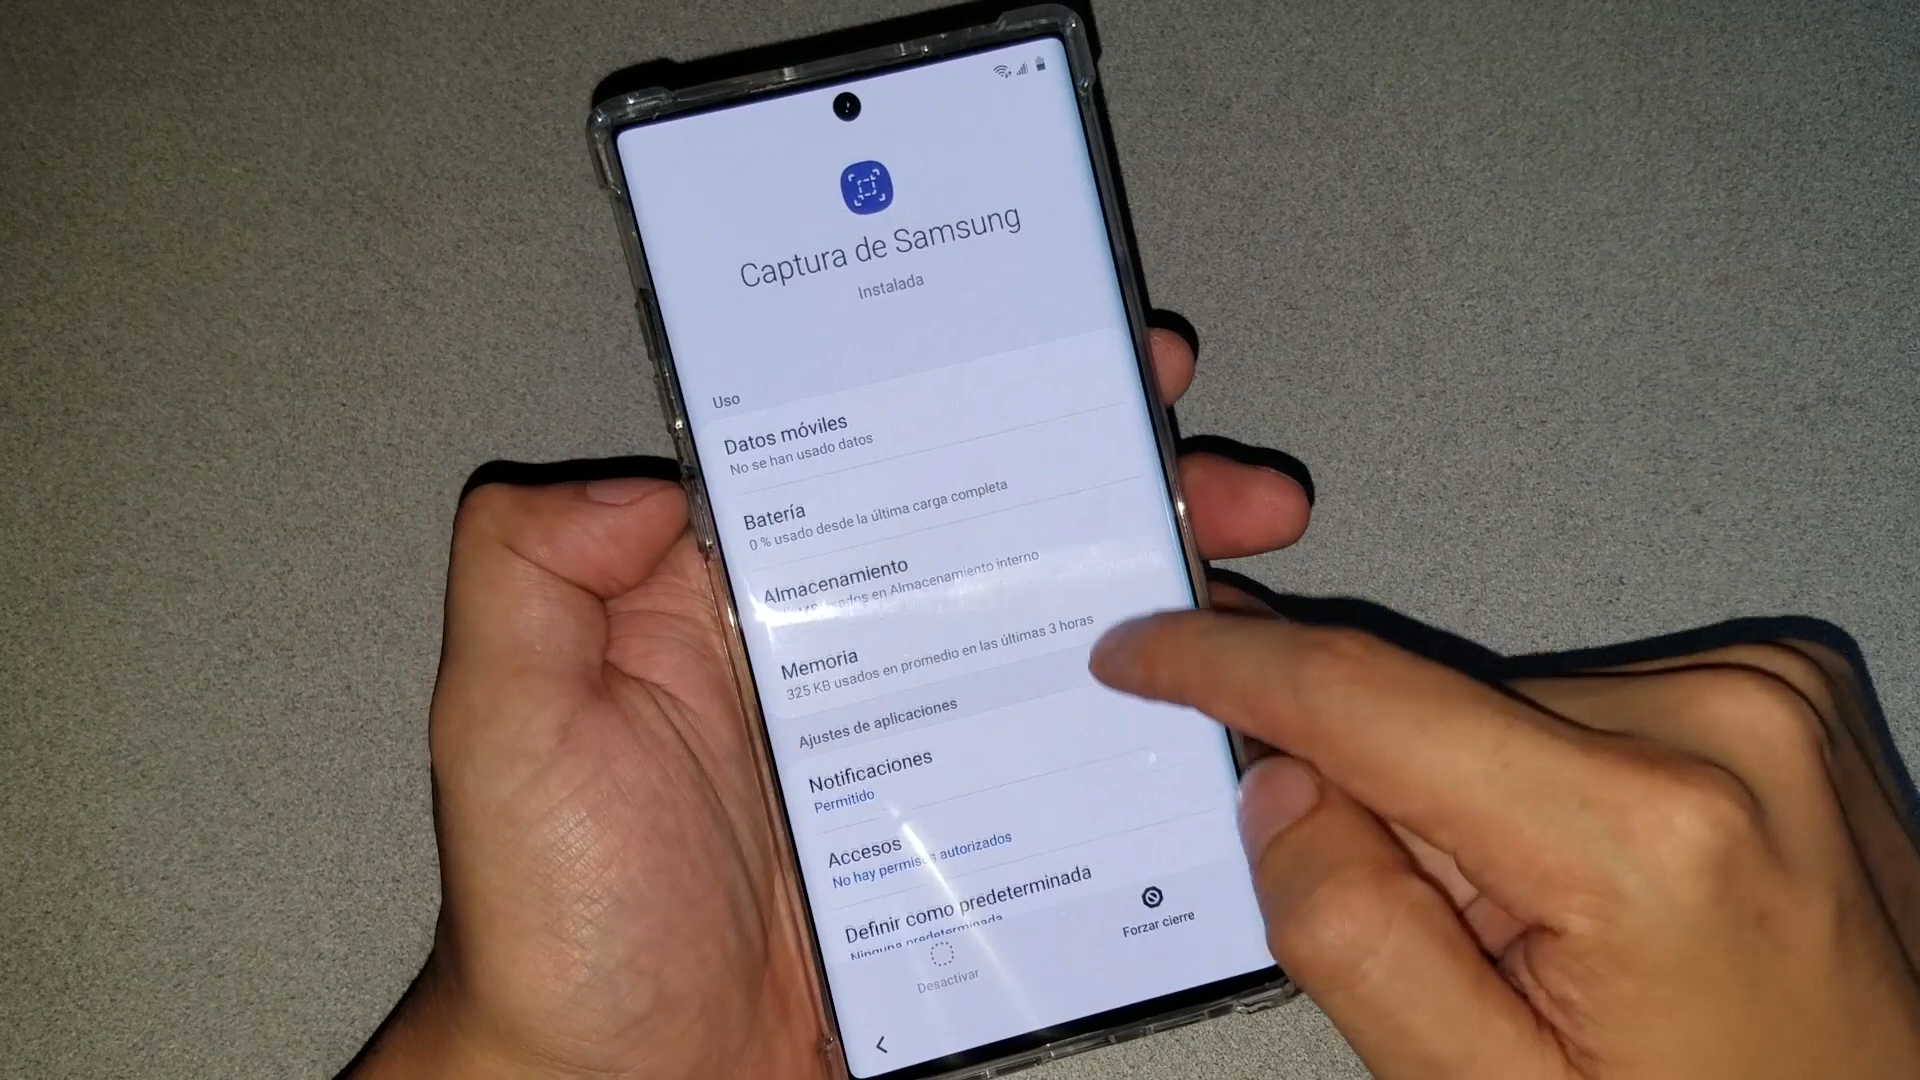 Captura de Samsung
Instalada
Uso
Datos móviles
No se han usado datos
Batería
0 % usado desde la última carga completa
Almacenamiento
usados en Almacenamiento interno
Memoria
325 KB usados en promedio en las últimas 3 horas
Ajustes de aplicaciones
Notificaciones
Permitido
Accesos
No hay permisos autorizados
Definir como predeterminada
Ninguna predeterminada
Forzar cierre
Desactivar